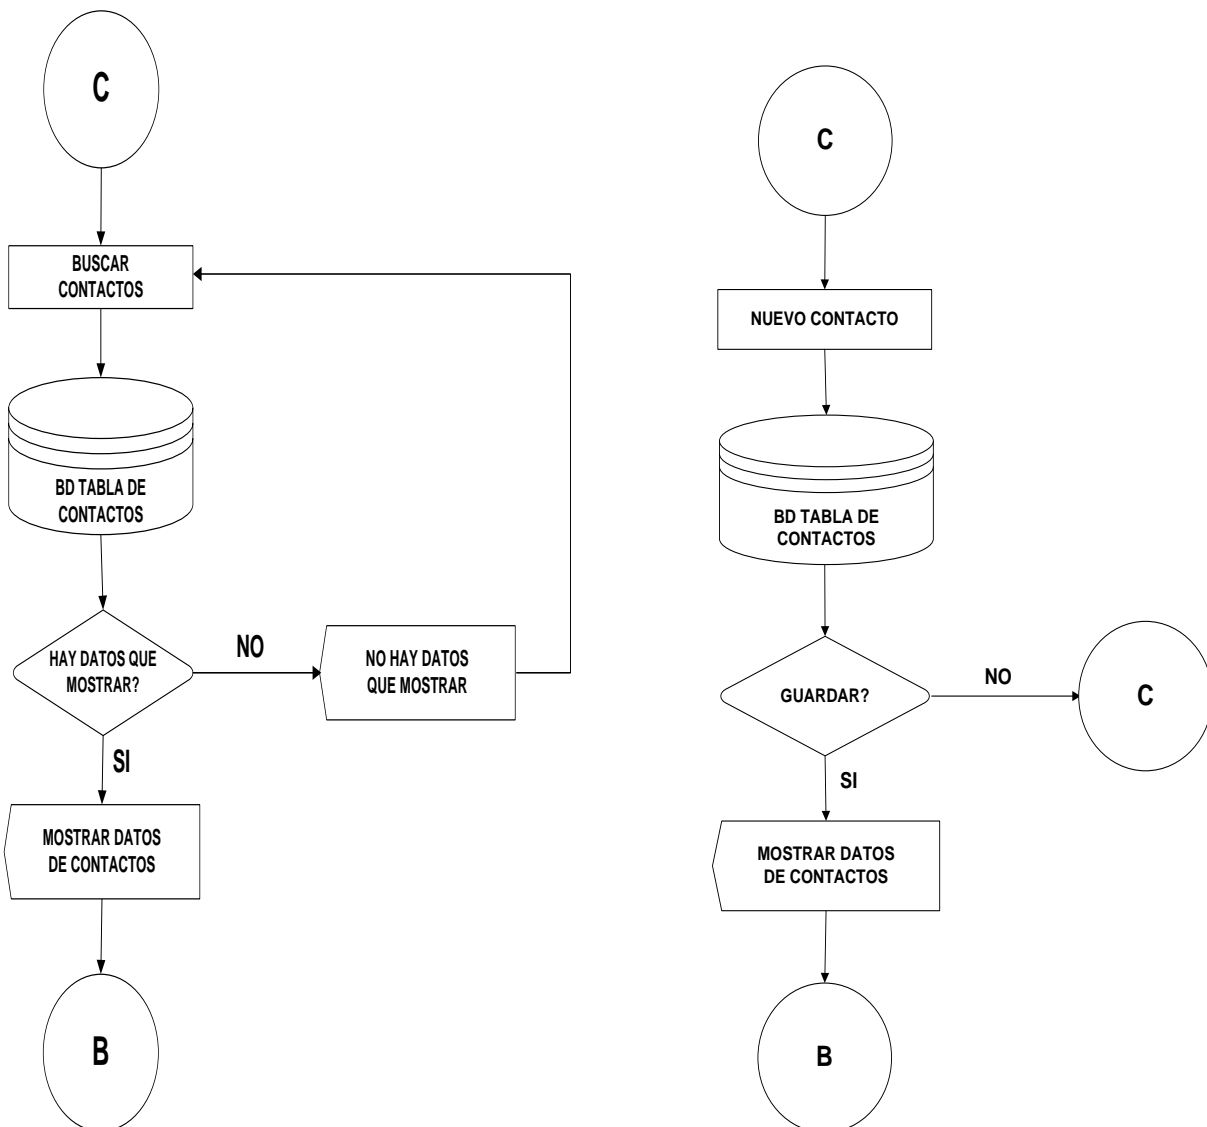 C
BUSCAR
CONTACTOS
BD TABLA DE
CONTACTOS
HAY DATOS QUE
MOSTRAR?
NO
NO HAY DATOS
QUE MOSTRAR
SI
MOSTRAR DATOS
DE CONTACTOS
B
C
NUEVO CONTACTO
BD TABLA DE
CONTACTOS
GUARDAR?
NO
C
SI
MOSTRAR DATOS
DE CONTACTOS
B